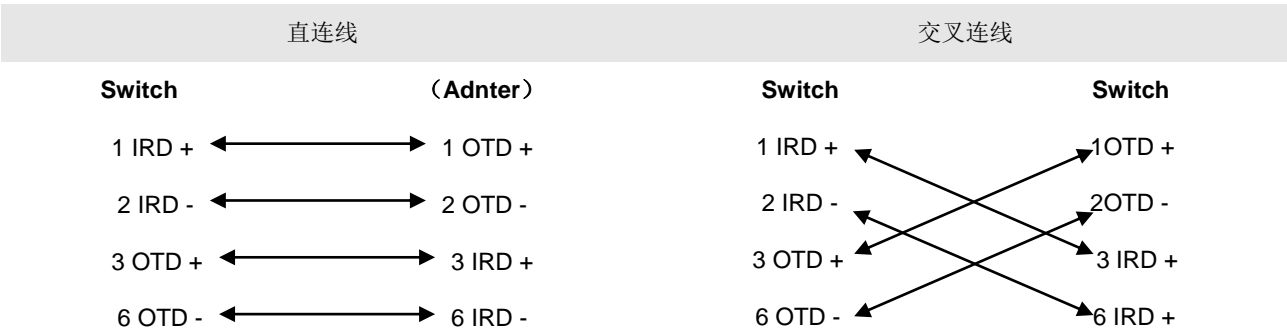 直连线 交叉连线
Switch （Adnter） Switch Switch
1 IRD + 1 OTD + 1 IRD + 1OTD +
2 IRD - 2 OTD - 2 IRD - 2OTD -
3 OTD + 3 IRD + 3 OTD + 3 IRD +
6 OTD - 6 IRD - 6 OTD - 6 IRD +